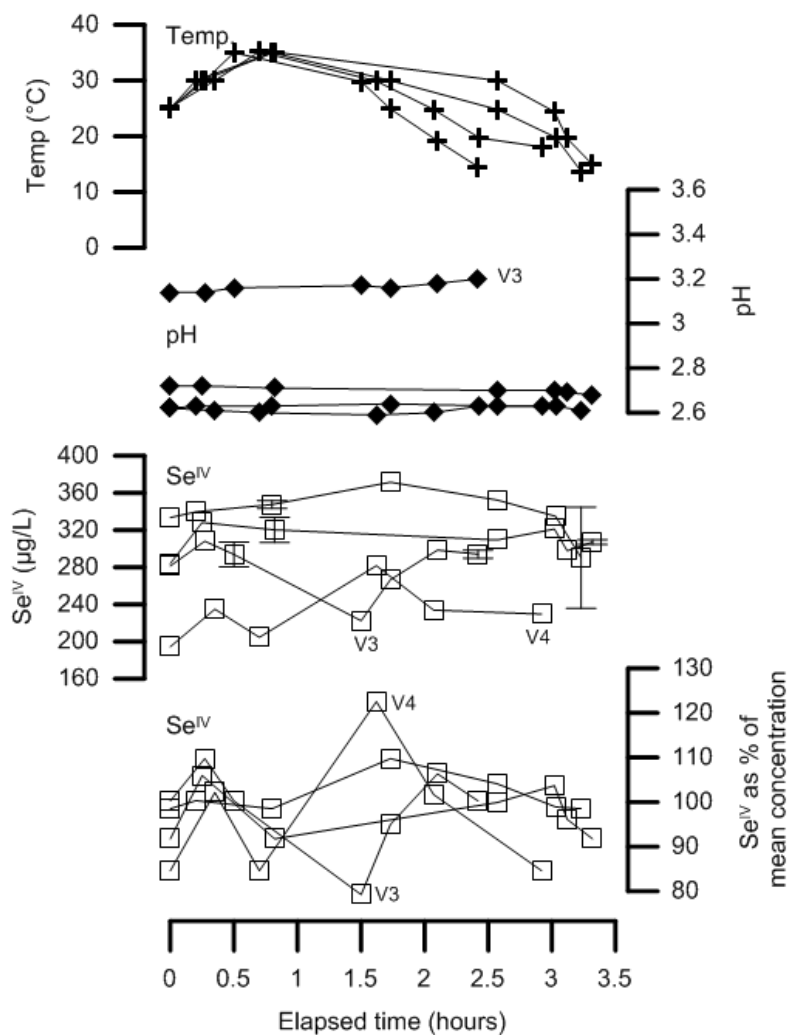 40
Temp
30
20
10
0
Temp (°C)
3.6
3.4
3.2
3
2.8
2.6
pH
V3
pH
400
360
320
280
240
200
160
Se^IV (µg/L)
Se^IV
V3
V4
130
120
110
100
90
80
Se^IV as % of
mean concentration
Se^IV
V4
V3
0 0.5 1 1.5 2 2.5 3 3.5
Elapsed time (hours)